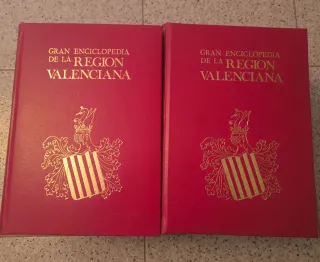 GRAN ENCICLOPEDIA
DE LA REGION
VALENCIANA
GRAN ENCICLOPEDIA
DE LA REGION
VALENCIANA